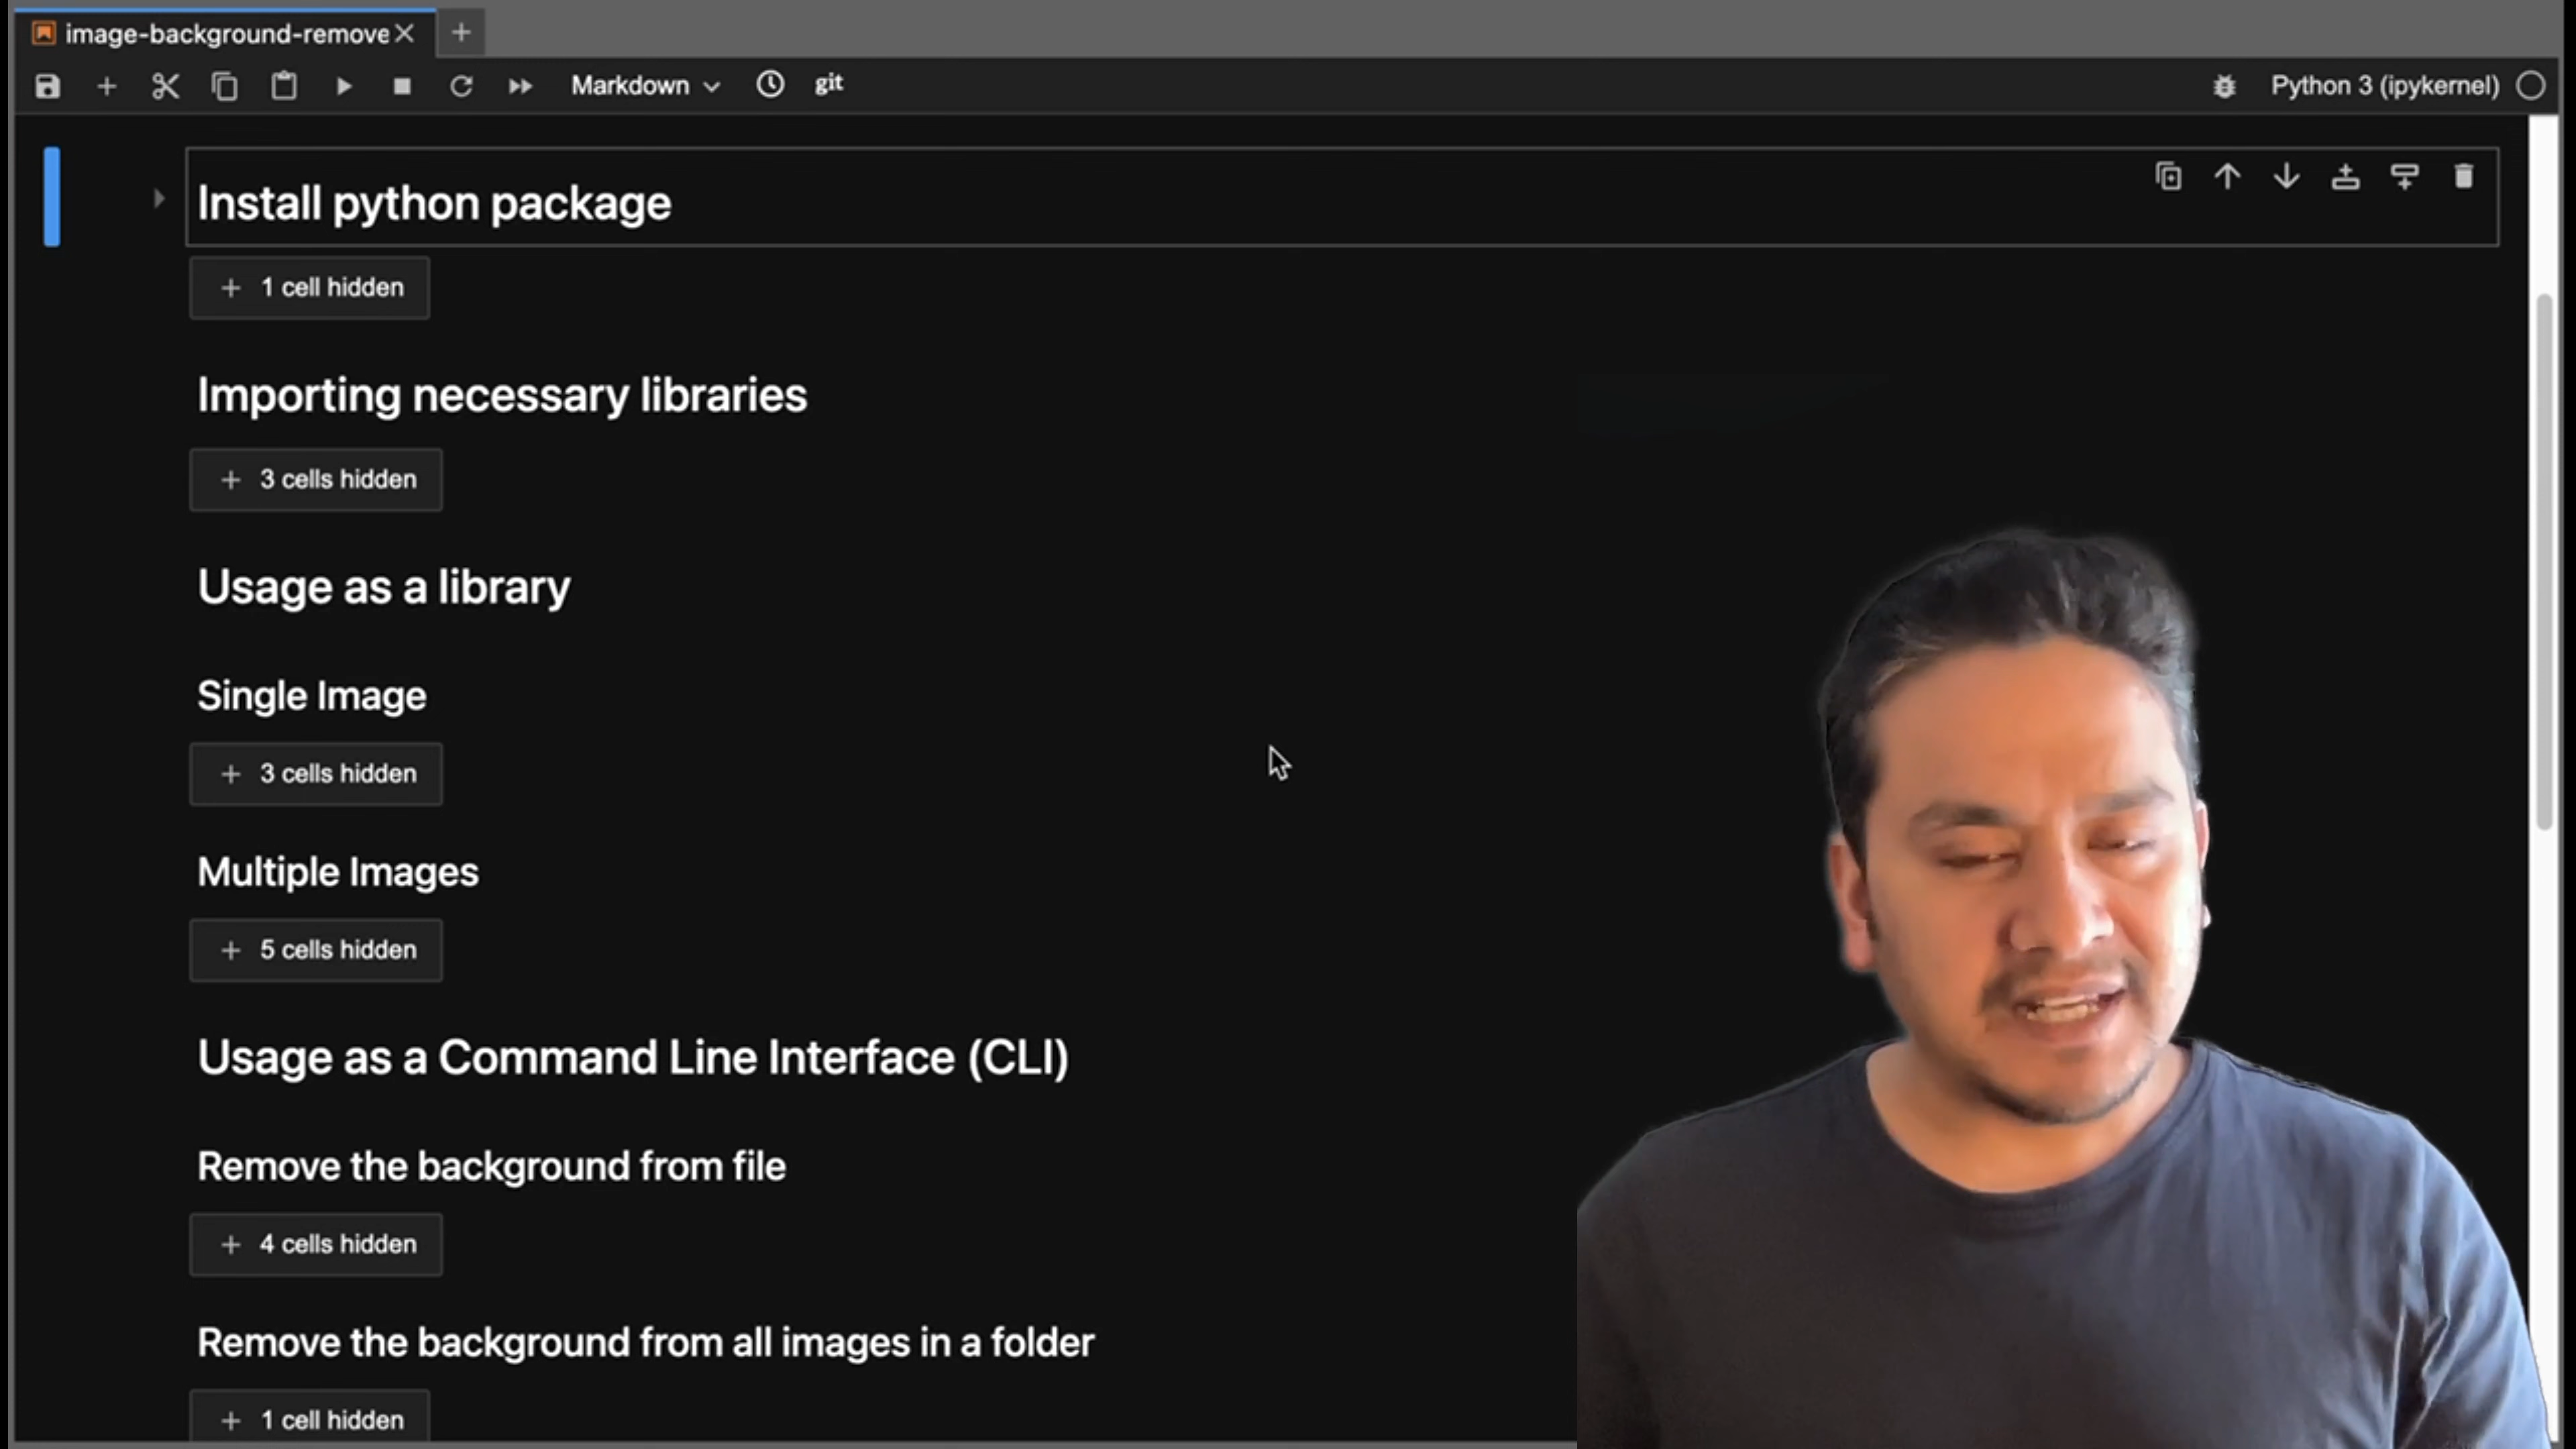 image-background-remove
Markdown
git
Python 3 (ipykernel)
Install python package
1 cell hidden
Importing necessary libraries
3 cells hidden
Usage as a library
Single Image
3 cells hidden
Multiple Images
5 cells hidden
Usage as a Command Line Interface (CLI)
Remove the background from file
4 cells hidden
Remove the background from all images in a folder
1 cell hidden